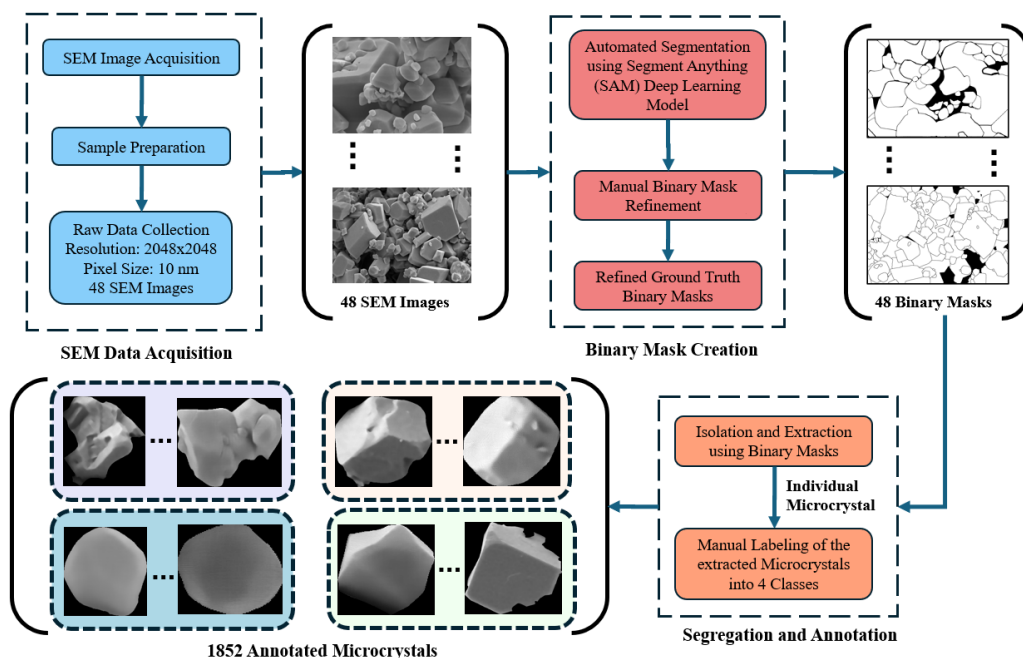 SEM Image Acquisition
Sample Preparation
Raw Data Collection
Resolution: 2048x2048
Pixel Size: 10 nm
48 SEM Images
SEM Data Acquisition
48 SEM Images
Automated Segmentation
using Segment Anything
(SAM) Deep Learning
Model
Manual Binary Mask
Refinement
Refined Ground Truth
Binary Masks
Binary Mask Creation
48 Binary Masks
Isolation and Extraction
using Binary Masks
Individual
Microcrystal
Manual Labeling of the
extracted Microcrystals
into 4 Classes
Segregation and Annotation
1852 Annotated Microcrystals